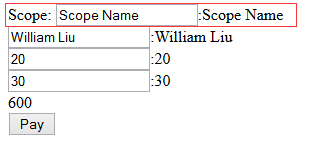 Scope: Scope Name :Scope Name
William Liu :William Liu
20 :20
30 :30
600
Pay